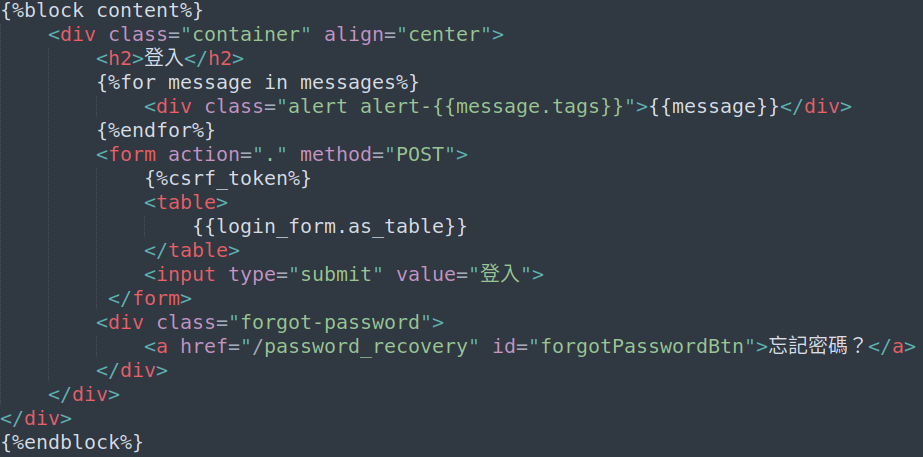 {%block content%}
<div class="container" align="center">
<h2>登入</h2>
{%for message in messages%}
<div class="alert alert-{{message.tags}}">{{message}}</div>
{%endfor%}
<form action="." method="POST">
{%csrf_token%}
<table>
{{login_form.as_table}}
</table>
<input type="submit" value="登入">
</form>
<div class="forgot-password">
<a href="/password_recovery" id="forgotPasswordBtn">忘記密碼？</a>
</div>
</div>
</div>
{%endblock%}